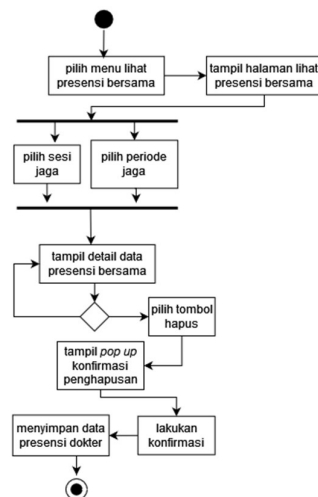 pilih menu lihat
presensi bersama
tampil halaman lihat
presensi bersama
pilih sesi
jaga
pilih periode
jaga
tampil detail data
presensi bersama
pilih tombol
hapus
tampil pop up
konfirmasi
penghapusan
lakukan
konfirmasi
menyimpan data
presensi dokter